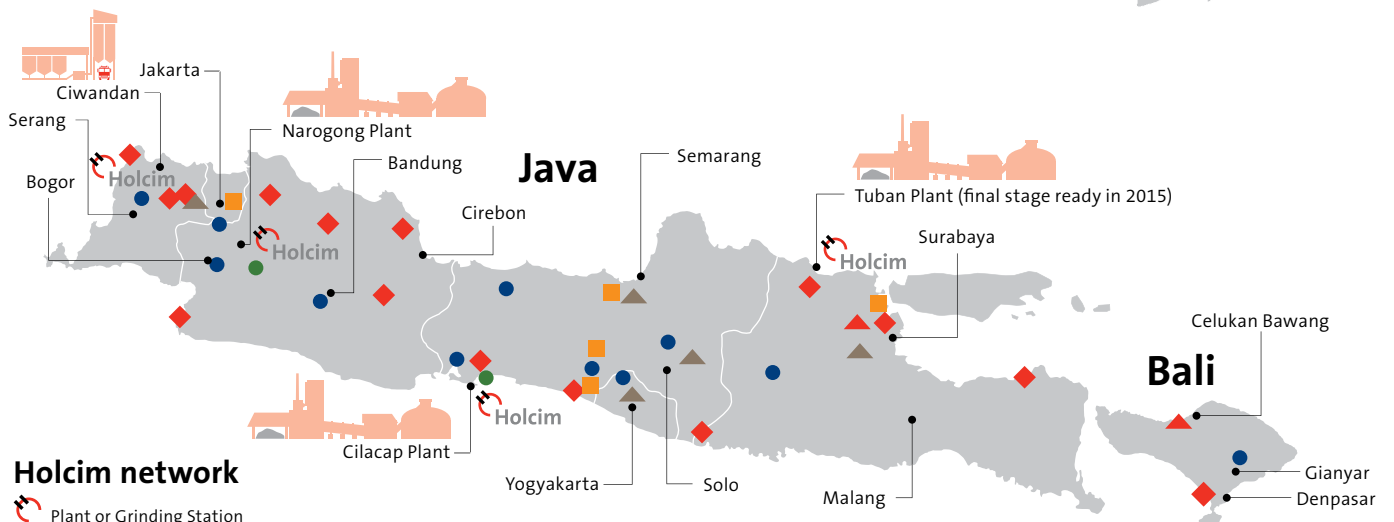 Jakarta
Ciwandan
Serang
Narogong Plant
Bogor
Holcim
Bandung
Java
Semarang
Cirebon
Holcim
Tuban Plant (final stage ready in 2015)
Surabaya
Holcim
Celukan Bawang
Bali
Holcim
Cilacap Plant
Yogyakarta
Solo
Malang
Gianyar
Denpasar
Holcim network
Plant or Grinding Station